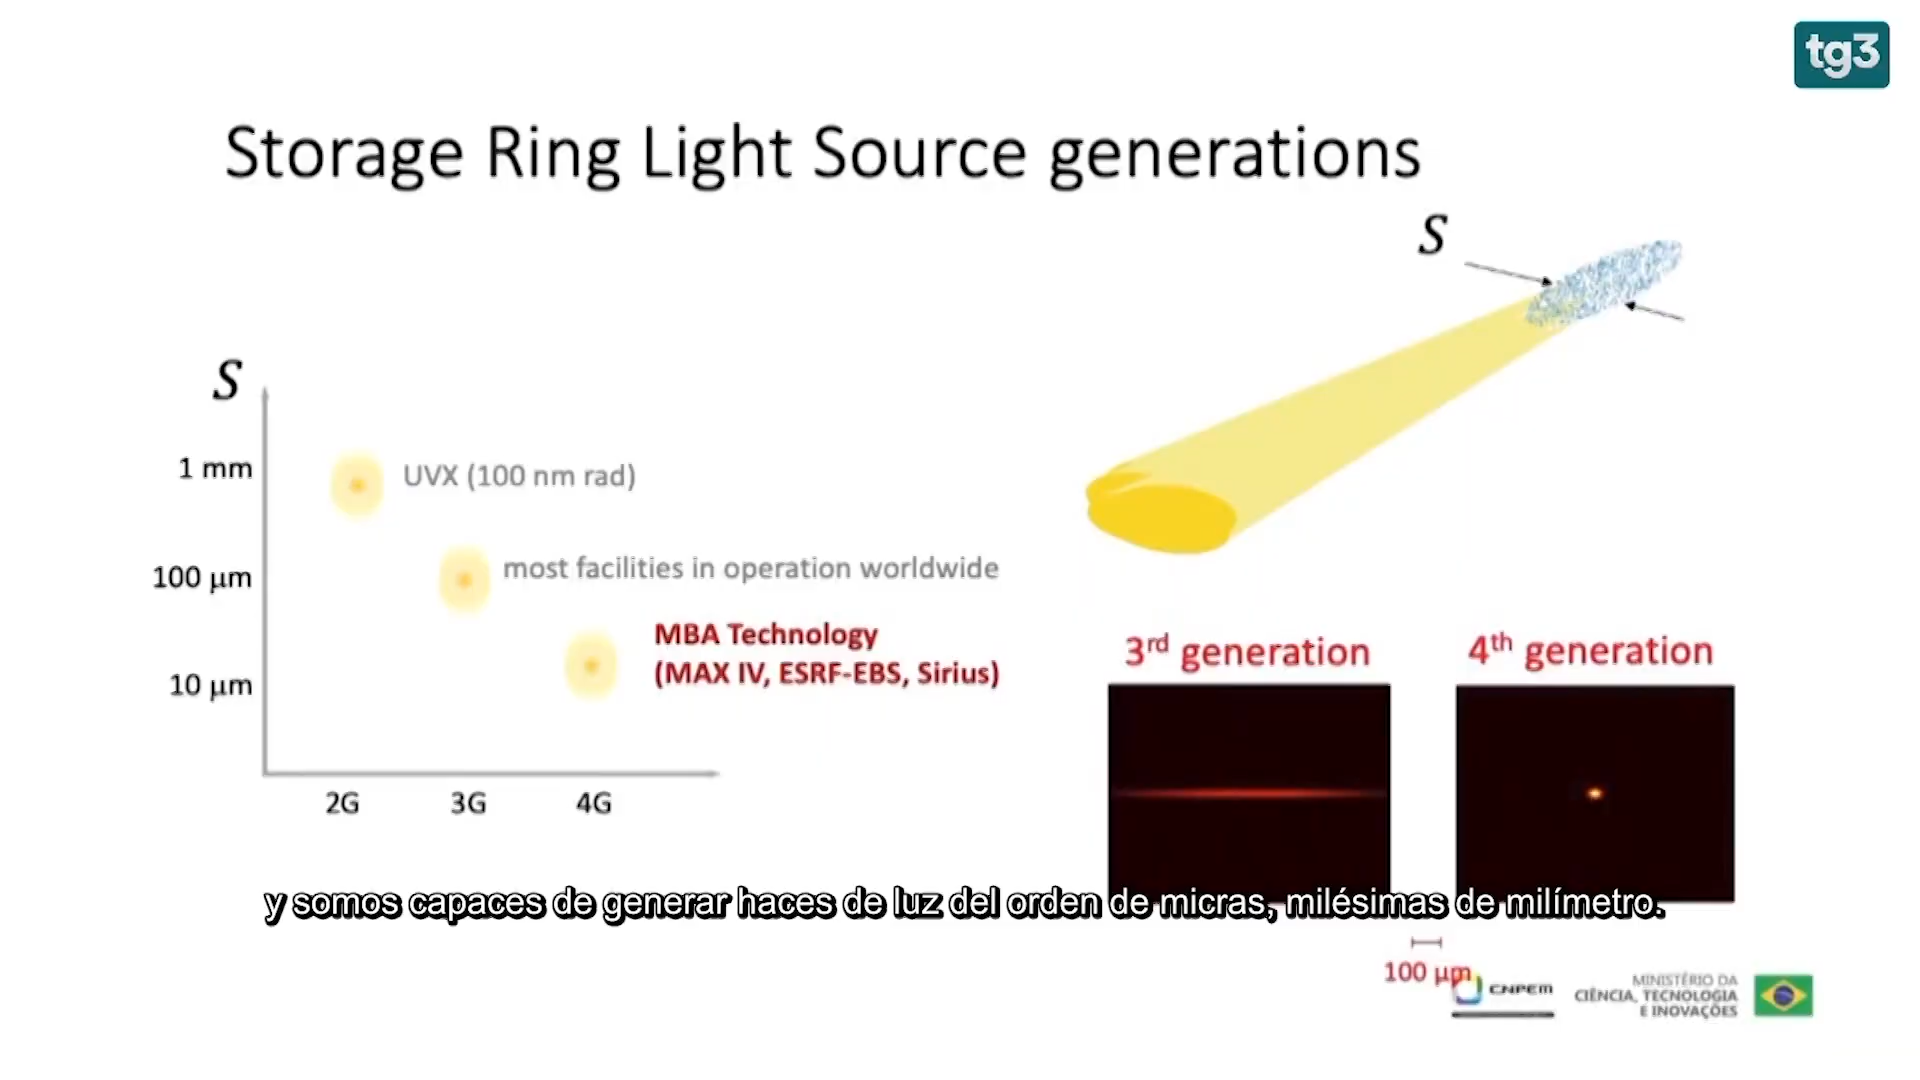 tg3
Storage Ring Light Source generations
S
S
1 mm
UVX (100 nm rad)
100 μm
most facilities in operation worldwide
MBA Technology
(MAX IV, ESRF-EBS, Sirius)
10 μm
2G 3G 4G
3rd generation
4th generation
y somos capaces de generar haces de luz del orden de micras, milésimas de milímetro.
100 μm
CNPEM
MINISTÉRIO DA
CIÊNCIA, TECNOLOGIA
E INOVAÇÕES